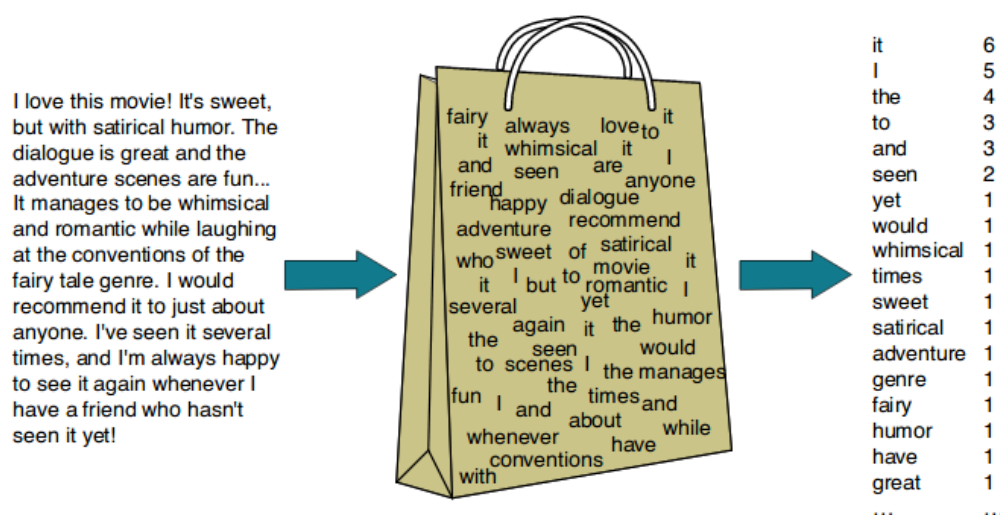 I love this movie! It's sweet,
but with satirical humor. The
dialogue is great and the
adventure scenes are fun...
It manages to be whimsical
and romantic while laughing
at the conventions of the
fairy tale genre. I would
recommend it to just about
anyone. I've seen it several
times, and I'm always happy
to see it again whenever I
have a friend who hasn't
seen it yet!
fairy always love to it
it whimsical it I
and seen are anyone
friend happy dialogue
adventure recommend
who sweet of satirical it
it I but to movie romantic I
several yet
again it the humor
the seen would
to scenes I the manages
fun the times and
I and about
whenever have while
conventions
with
it 6
I 5
the 4
to 3
and 3
seen 2
yet 1
would 1
whimsical 1
times 1
sweet 1
satirical 1
adventure 1
genre 1
fairy 1
humor 1
have 1
great 1
... ...